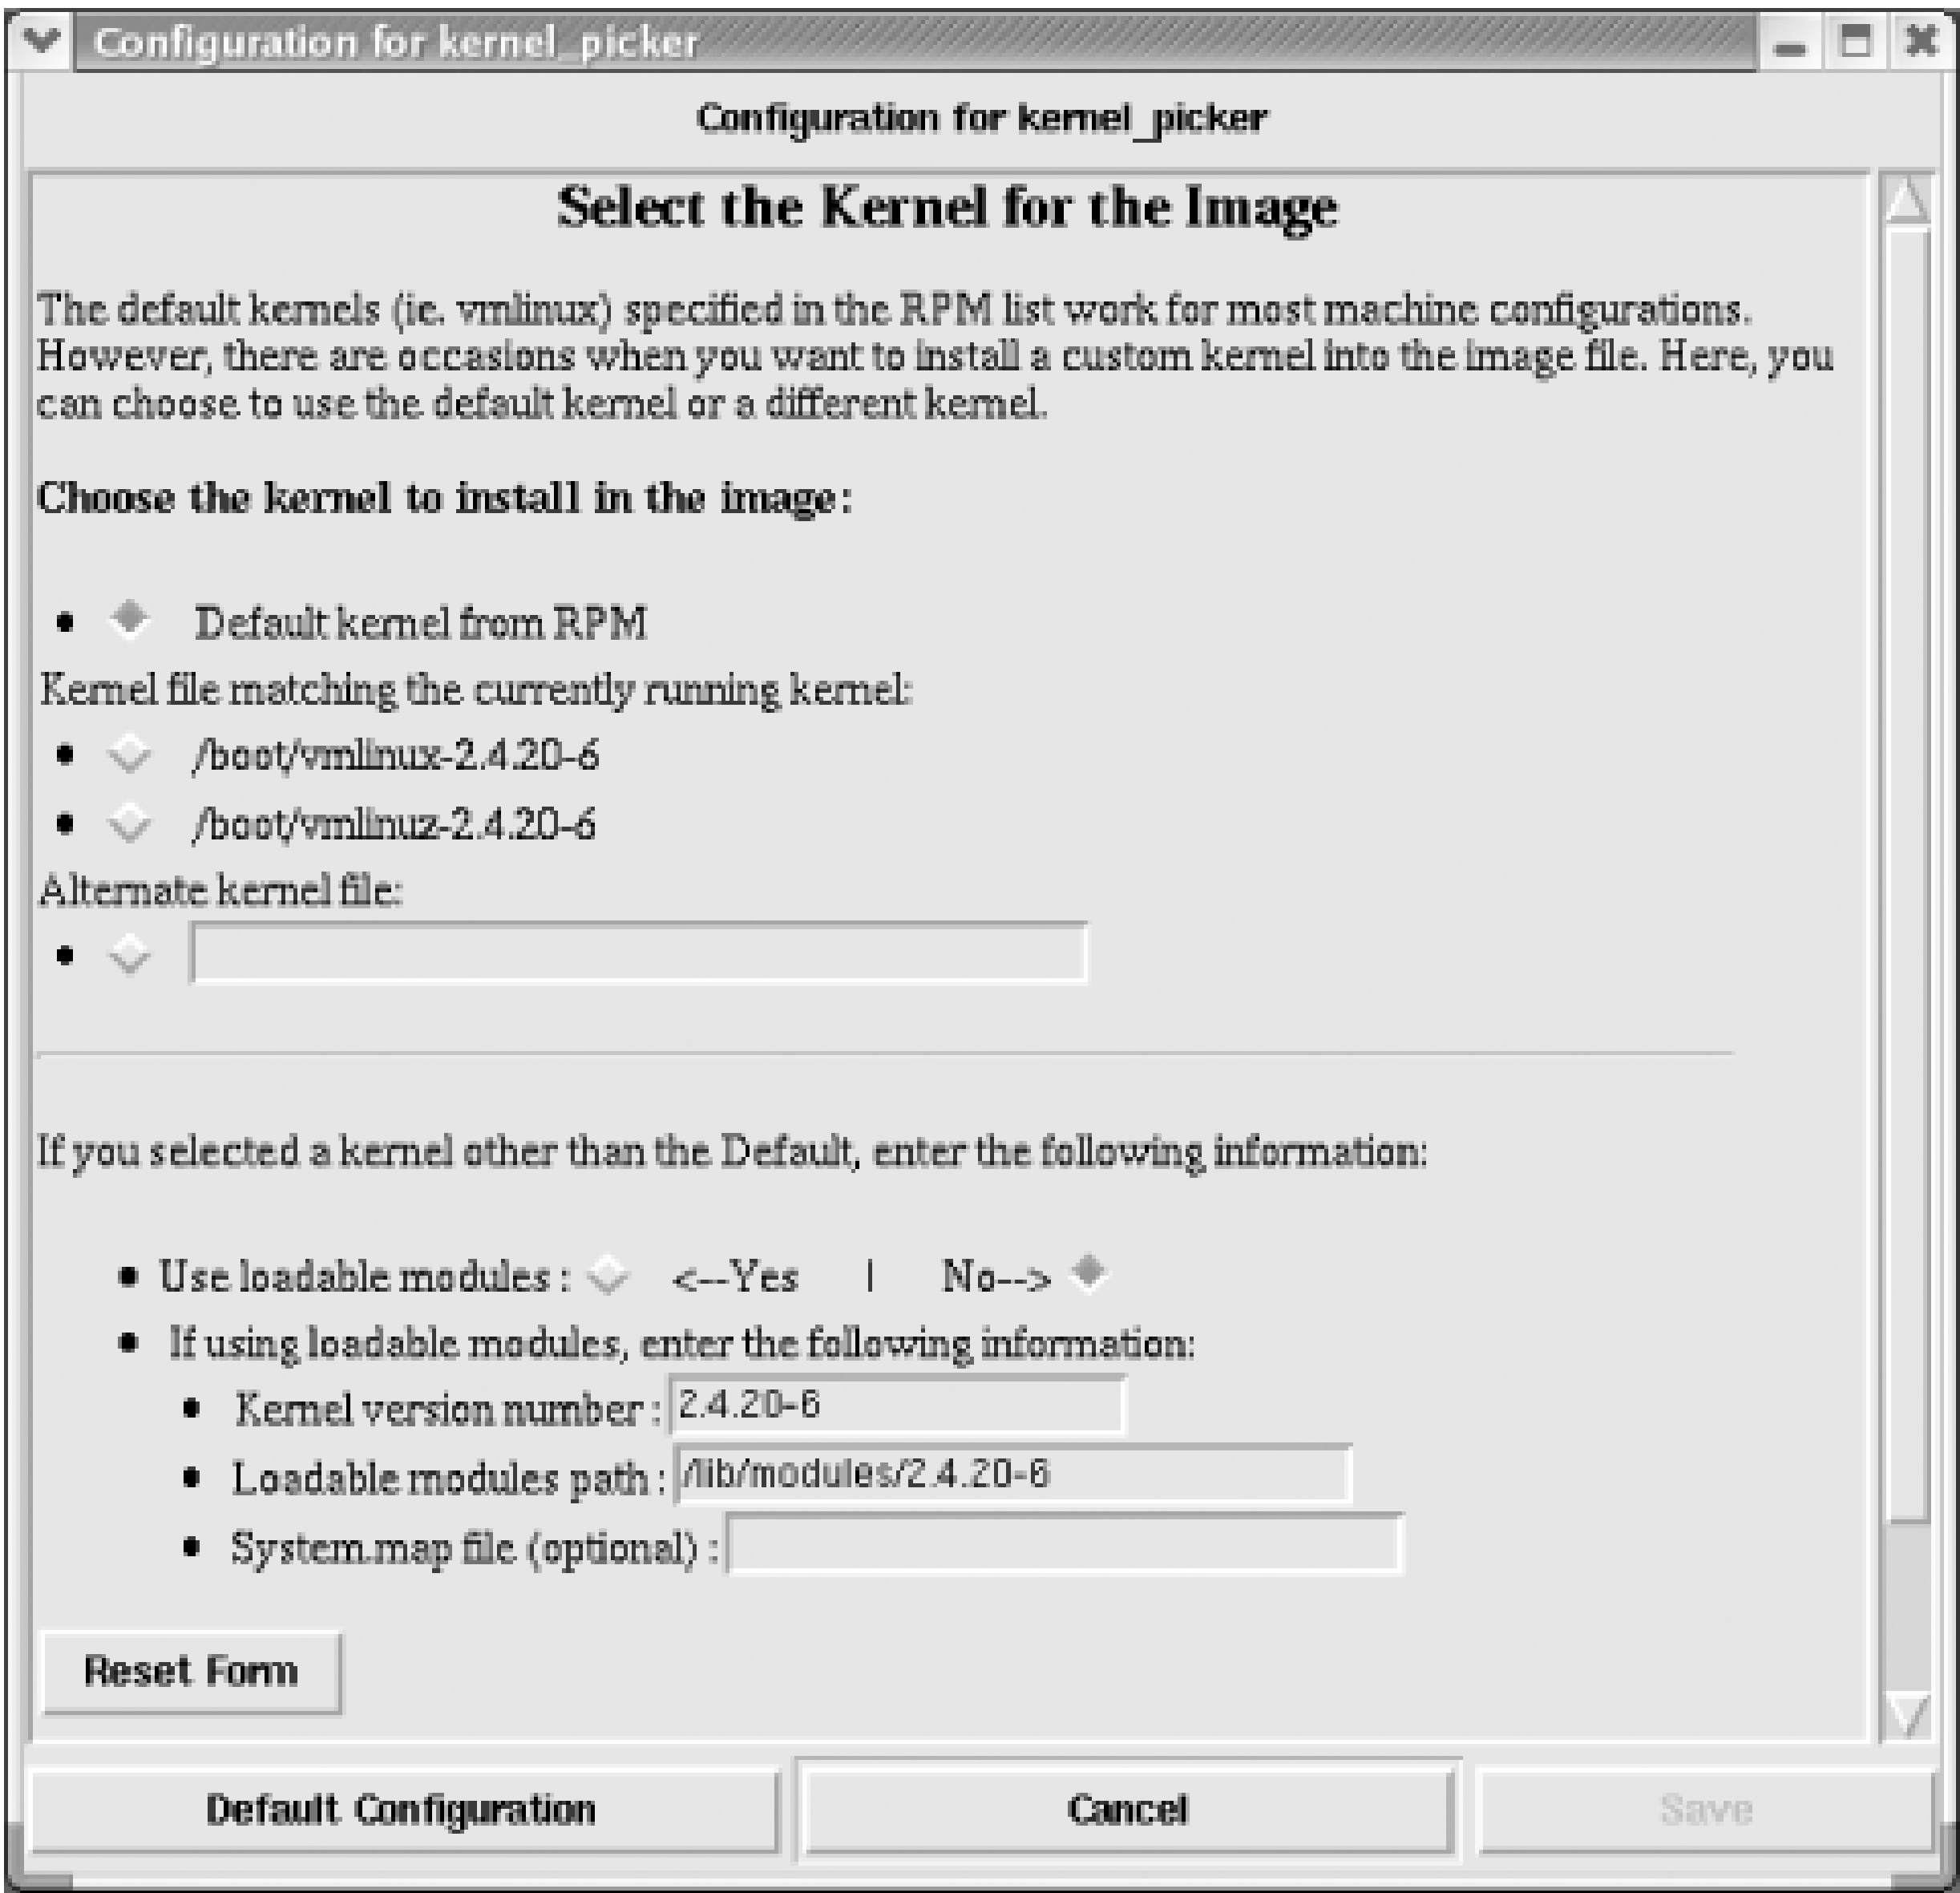 Configuration for kernel_picker
Configuration for kernel_picker
Select the Kernel for the Image
The default kernels (ie. vmlinux) specified in the RPM list work for most machine configurations.
However, there are occasions when you want to install a custom kernel into the image file. Here, you
can choose to use the default kernel or a different kernel.
Choose the kernel to install in the image:
• Default kernel from RPM
Kernel file matching the currently running kernel:
• /boot/vmlinux-2.4.20-6
• /boot/vmlinuz-2.4.20-6
Alternate kernel file:
If you selected a kernel other than the Default, enter the following information:
• Use loadable modules : <--Yes | No-->
• If using loadable modules, enter the following information:
• Kernel version number : 2.4.20-6
• Loadable modules path : /lib/modules/2.4.20-6
• System.map file (optional) :
Reset Form
Default Configuration Cancel Save